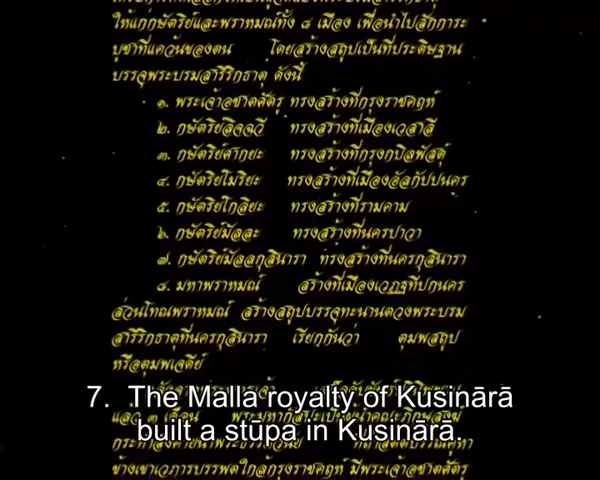 ให้แก่กษัตริย์และพราหมณ์ทั้ง ๘ เมือง เพื่อนำไปสักการะ
บูชาที่แคว้นของตน โดยสร้างสถูปเป็นที่ประดิษฐาน
บรรจุพระบรมสารีริกธาตุ ดังนี้
๑. พระเจ้าอชาตศัตรู ทรงสร้างที่กรุงราชคฤห์
๒. กษัตริย์ลิจฉวี ทรงสร้างที่เมืองเวสาลี
๓. กษัตริย์ศากยะ ทรงสร้างที่กรุงกบิลพัสดุ์
๔. กษัตริย์โมริยะ ทรงสร้างที่เมืองอัลกัปปนคร
๕. กษัตริย์โกลิยะ ทรงสร้างที่รามคาม
๖. กษัตริย์มัลละ ทรงสร้างที่นครปาวา
๗. กษัตริย์มัลลกุสินารา ทรงสร้างที่นครกุสินารา
๘. มหาพราหมณ์ สร้างที่เมืองเวฏฐทีปกนคร
ส่วนโทณพราหมณ์ สร้างสถูปบรรจุทะนานตวงพระบรม
สารีริกธาตุที่นครกุสินารา เรียกกันว่า ตุมพสถูป
หรือตุมพเจดีย์
7. The Malla royalty of Kusinārā
built a stūpa in Kusinārā.
ข้างเขาเวภารบรรพตใกล้กรุงราชคฤห์ มีพระเจ้าอชาตศัตรู